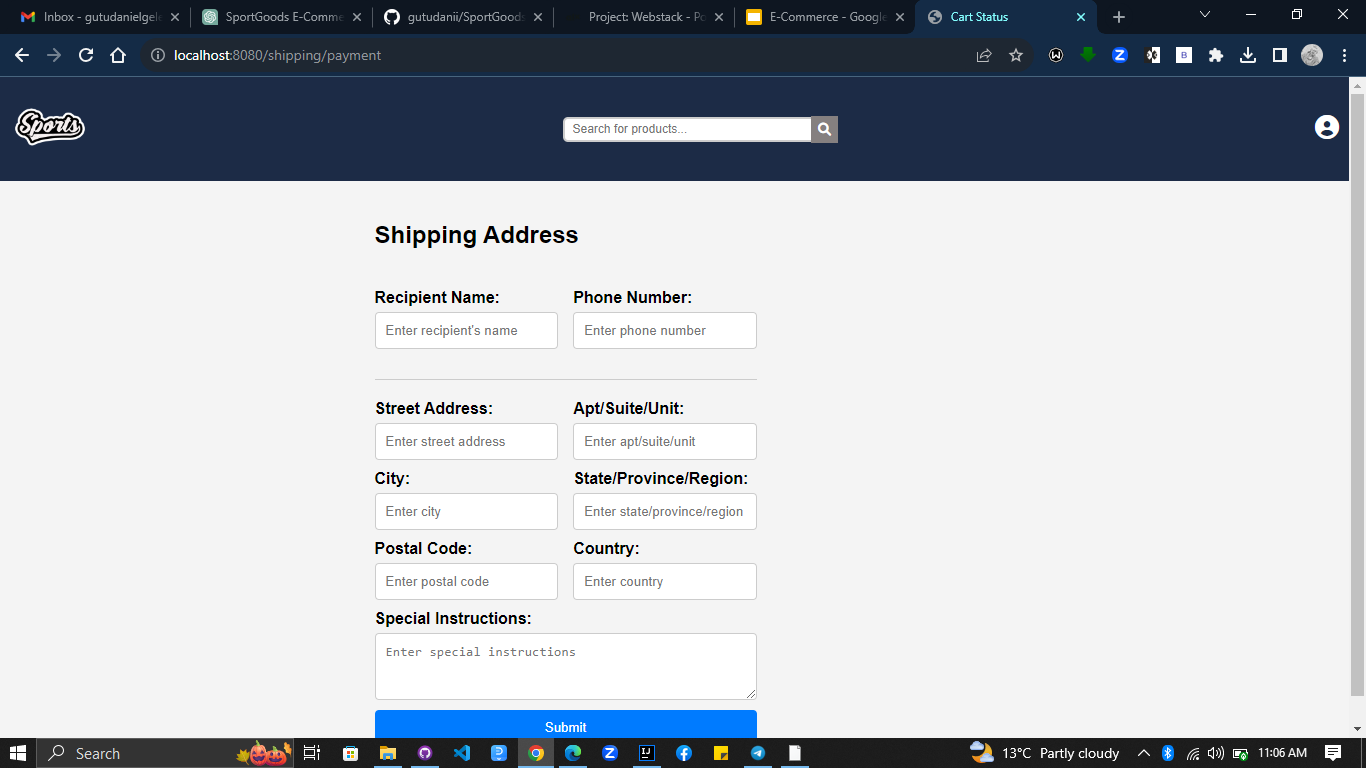 Inbox - gutudanielgele
SportGoods E-Comme
gutudanii/SportGoods
Project: Webstack - Po
E-Commerce - Google
Cart Status
localhost:8080/shipping/payment
Sports
Search for products...
Shipping Address
Recipient Name: Phone Number:
Enter recipient's name Enter phone number
Street Address: Apt/Suite/Unit:
Enter street address Enter apt/suite/unit
City: State/Province/Region:
Enter city Enter state/province/region
Postal Code: Country:
Enter postal code Enter country
Special Instructions:
Enter special instructions
Submit
Search
13°C Partly cloudy
11:06 AM